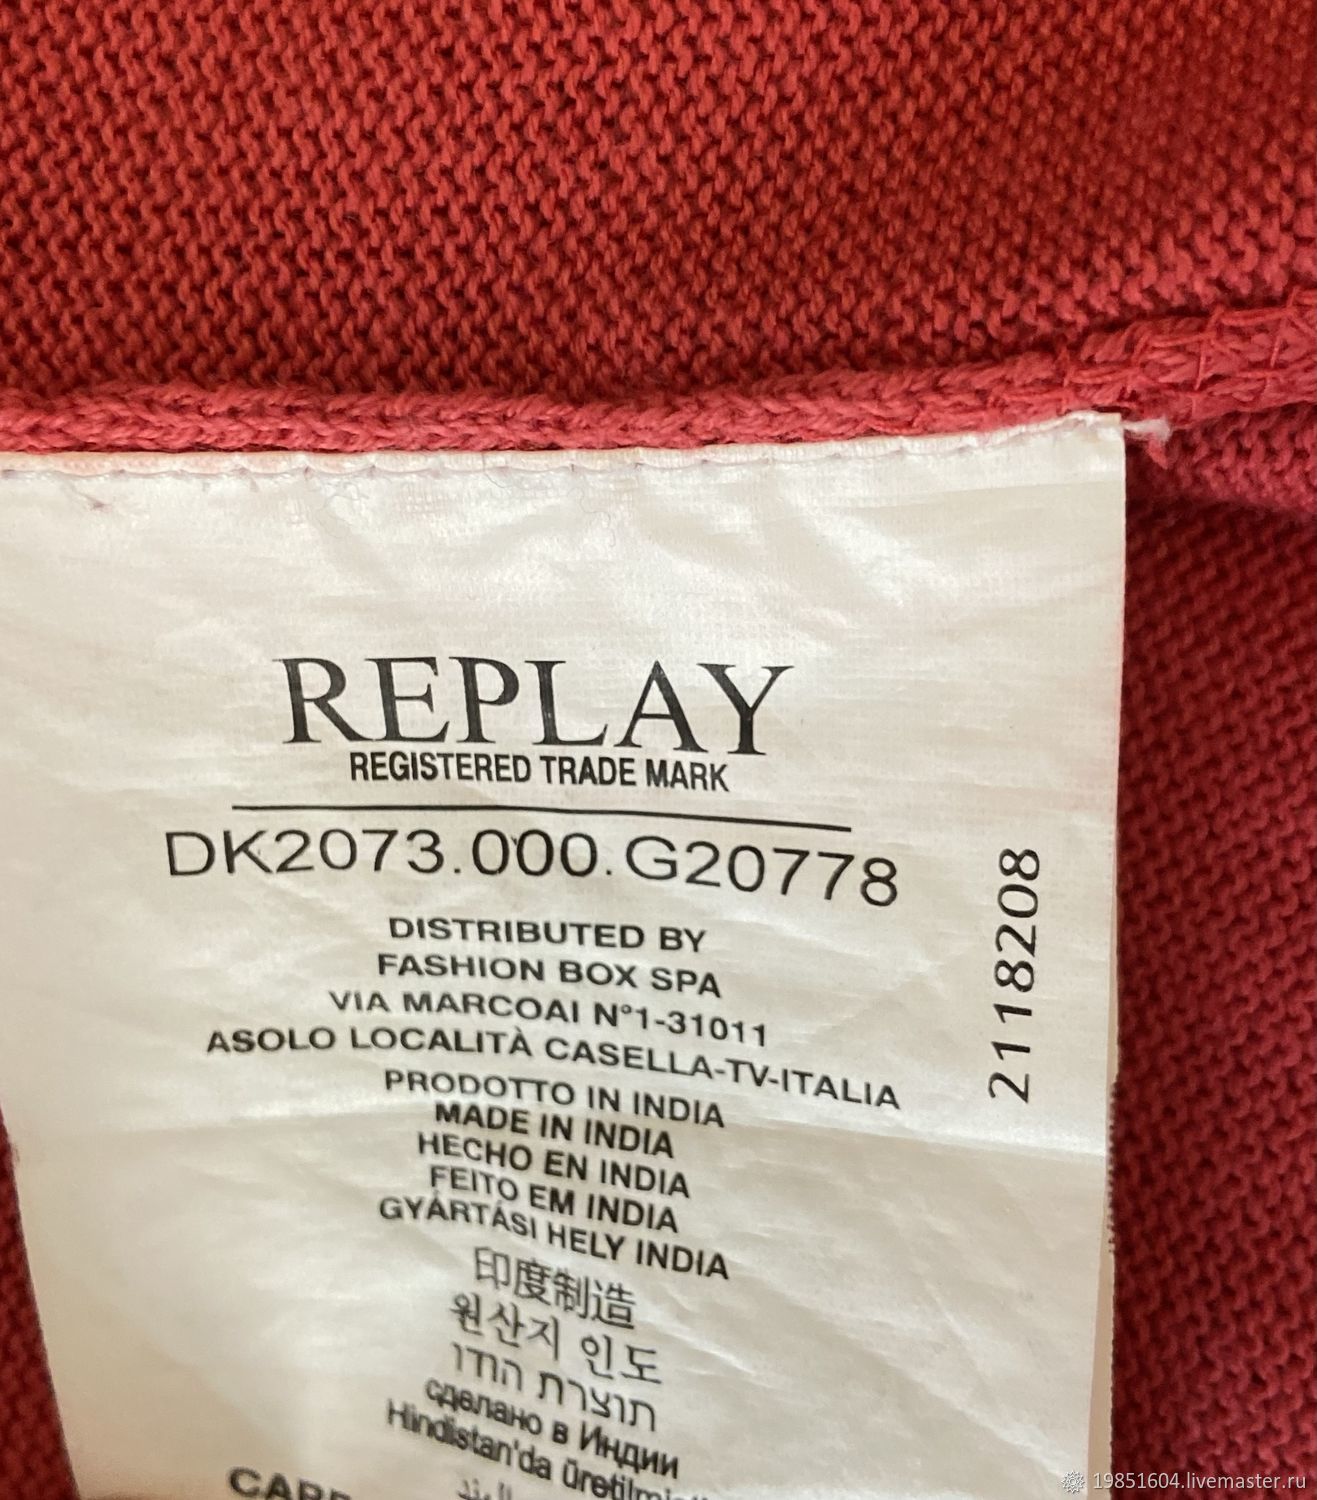 REPLAY
REGISTERED TRADE MARK
DK2073.000.G20778
2118208
DISTRIBUTED BY
FASHION BOX SPA
VIA MARCOAI N°1-31011
ASOLO LOCALITÀ CASELLA-TV-ITALIA
PRODOTTO IN INDIA
MADE IN INDIA
HECHO EN INDIA
FEITO EM INDIA
GYÁRTÁSI HELY INDIA
印度制造
원산지 인도
תוצרת הודו
сделано в Индии
Hindistan'da
19851604.livemaster.ru